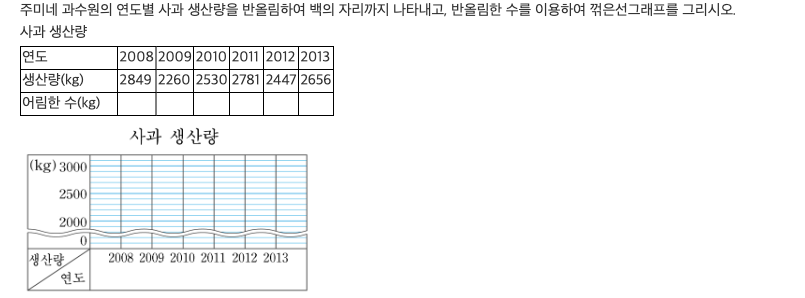 주미네 과수원의 연도별 사과 생산량을 반올림하여 백의 자리까지 나타내고, 반올림한 수를 이용하여 꺾은선그래프를 그리시오.
사과 생산량
연도 2008 2009 2010 2011 2012 2013
생산량(kg) 2849 2260 2530 2781 2447 2656
어림한 수(kg)
사과 생산량
(kg) 3000
2500
2000
0
생산량 2008 2009 2010 2011 2012 2013
연도